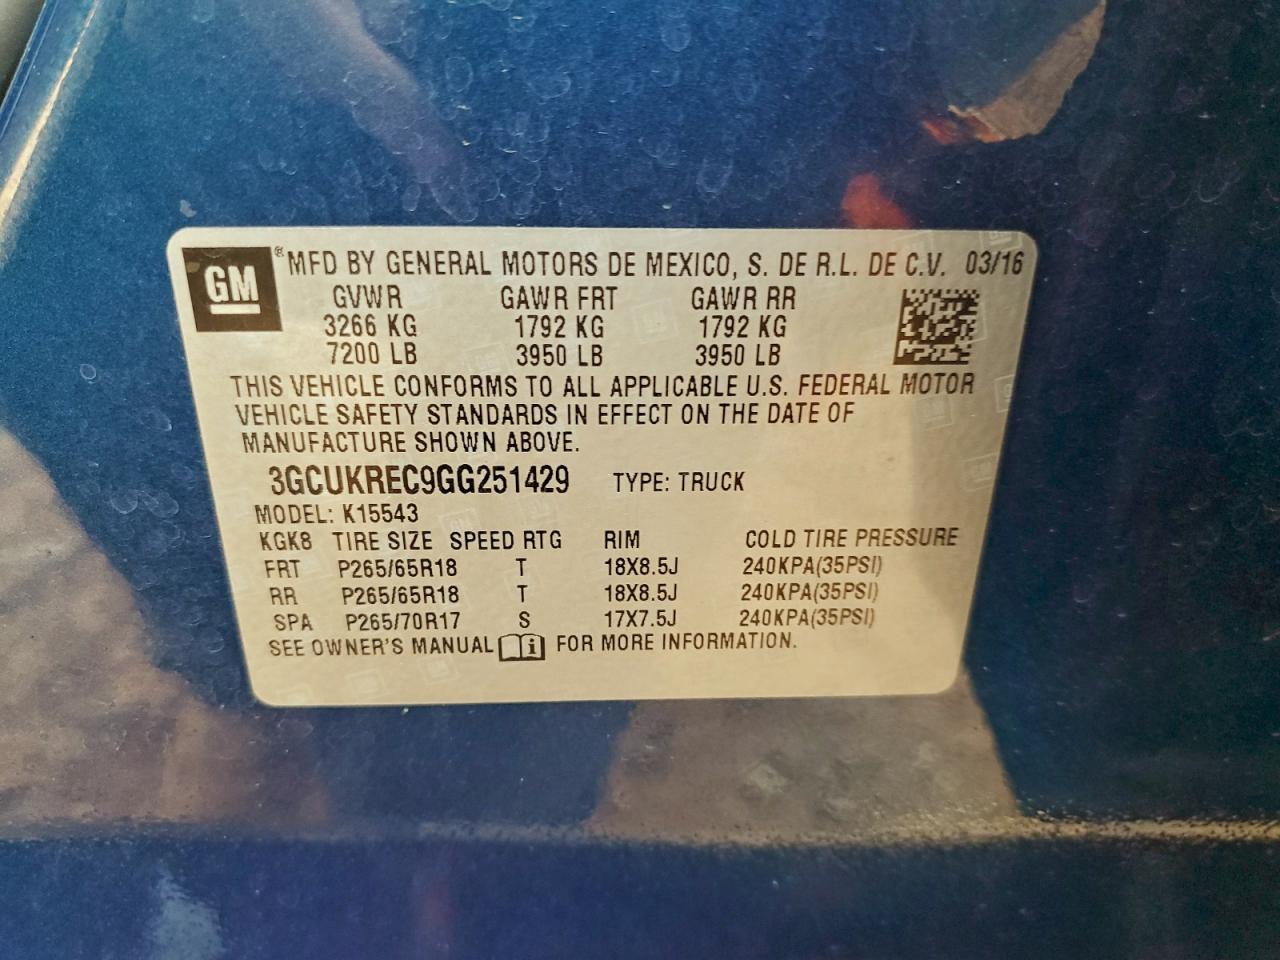 GM ® MFD BY GENERAL MOTORS DE MEXICO, S. DE R.L. DE C.V. 03/16
GVWR GAWR FRT GAWR RR
3266 KG 1792 KG 1792 KG
7200 LB 3950 LB 3950 LB
THIS VEHICLE CONFORMS TO ALL APPLICABLE U.S. FEDERAL MOTOR
VEHICLE SAFETY STANDARDS IN EFFECT ON THE DATE OF
MANUFACTURE SHOWN ABOVE.
3GCUKREC9GG251429 TYPE: TRUCK
MODEL: K15543
KGK8 TIRE SIZE SPEED RTG RIM COLD TIRE PRESSURE
FRT P265/65R18 T 18X8.5J 240KPA(35PSI)
RR P265/65R18 T 18X8.5J 240KPA(35PSI)
SPA P265/70R17 S 17X7.5J 240KPA(35PSI)
SEE OWNER'S MANUAL i FOR MORE INFORMATION.